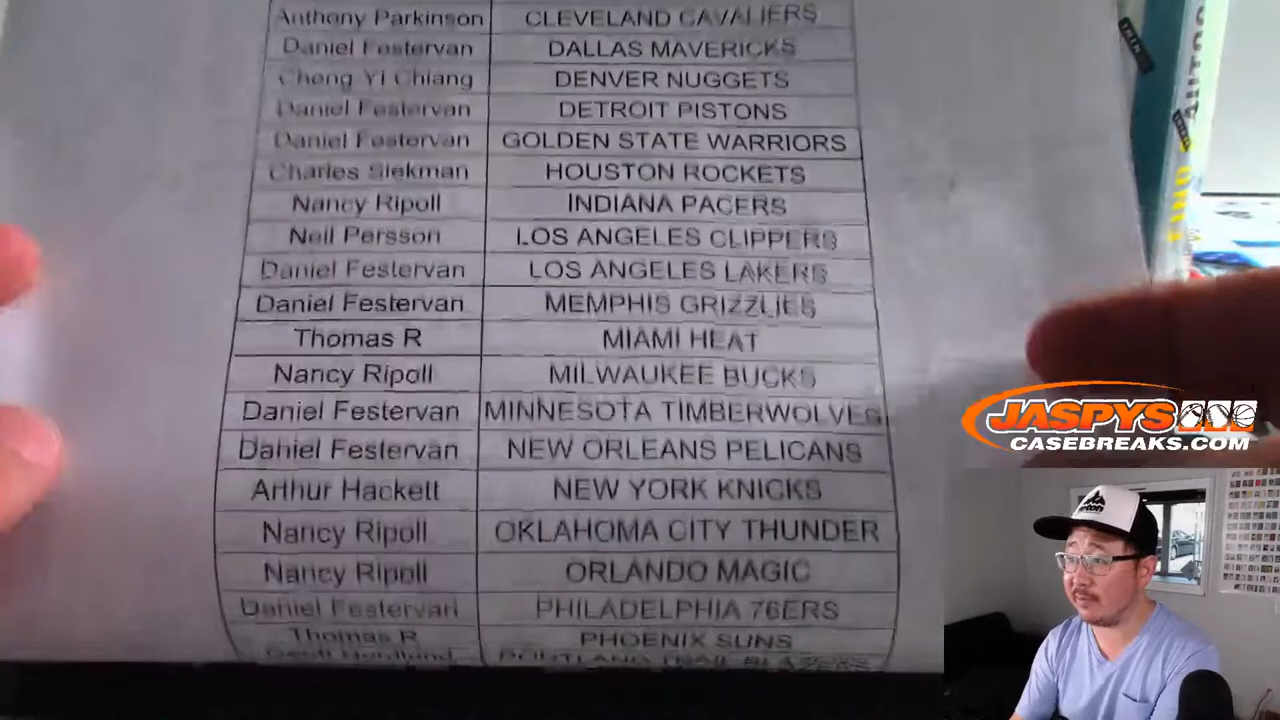 Anthony Parkinson CLEVELAND CAVALIERS
Daniel Festervan DALLAS MAVERICKS
Cheng Yi Chiang DENVER NUGGETS
Daniel Festervan DETROIT PISTONS
Daniel Festervan GOLDEN STATE WARRIORS
Charles Siekman HOUSTON ROCKETS
Nancy Ripoll INDIANA PACERS
Neil Persson LOS ANGELES CLIPPERS
Daniel Festervan LOS ANGELES LAKERS
Daniel Festervan MEMPHIS GRIZZLIES
Thomas R MIAMI HEAT
Nancy Ripoll MILWAUKEE BUCKS
Daniel Festervan MINNESOTA TIMBERWOLVES
Daniel Festervan NEW ORLEANS PELICANS
Arthur Hackett NEW YORK KNICKS
Nancy Ripoll OKLAHOMA CITY THUNDER
Nancy Ripoll ORLANDO MAGIC
Daniel Festervan PHILADELPHIA 76ERS
Thomas R PHOENIX SUNS
PORTLAND TRAIL BLAZERS
JASPYS
CASEBREAKS.COM